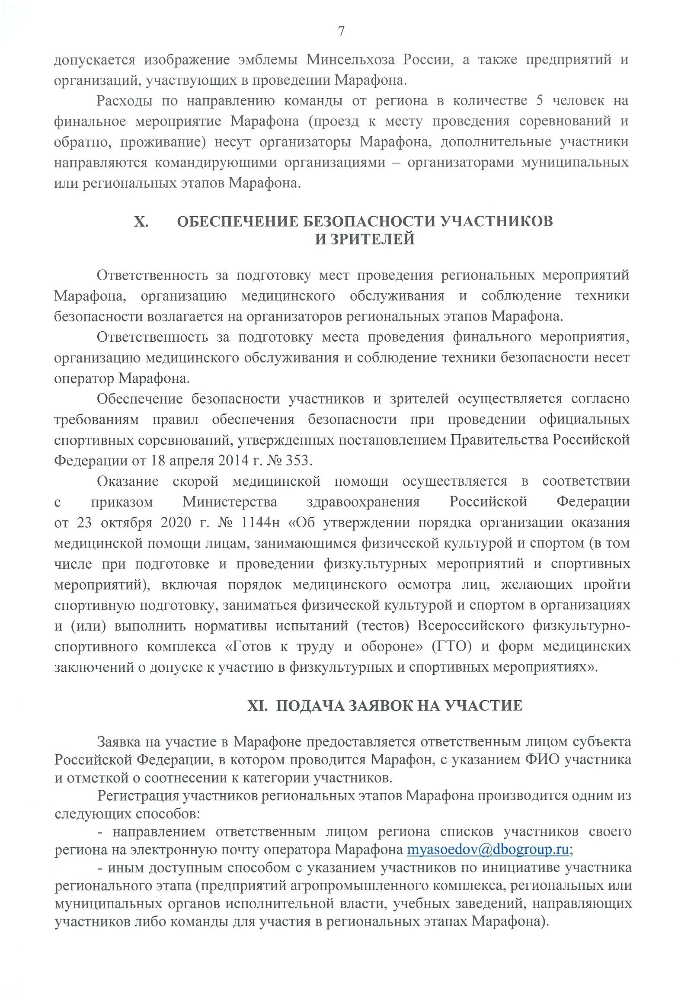 7
допускается изображение эмблемы Минсельхоза России, а также предприятий и
организаций, участвующих в проведении Марафона.
Расходы по направлению команды от региона в количестве 5 человек на
финальное мероприятие Марафона (проезд к месту проведения соревнований и
обратно, проживание) несут организаторы Марафона, дополнительные участники
направляются командирующими организациями – организаторами муниципальных
или региональных этапов Марафона.
X. ОБЕСПЕЧЕНИЕ БЕЗОПАСНОСТИ УЧАСТНИКОВ
И ЗРИТЕЛЕЙ
Ответственность за подготовку мест проведения региональных мероприятий
Марафона, организацию медицинского обслуживания и соблюдение техники
безопасности возлагается на организаторов региональных этапов Марафона.
Ответственность за подготовку места проведения финального мероприятия,
организацию медицинского обслуживания и соблюдение техники безопасности несет
оператор Марафона.
Обеспечение безопасности участников и зрителей осуществляется согласно
требованиям правил обеспечения безопасности при проведении официальных
спортивных соревнований, утвержденных постановлением Правительства Российской
Федерации от 18 апреля 2014 г. № 353.
Оказание скорой медицинской помощи осуществляется в соответствии
с приказом Министерства здравоохранения Российской Федерации
от 23 октября 2020 г. № 1144н «Об утверждении порядка организации оказания
медицинской помощи лицам, занимающимся физической культурой и спортом (в том
числе при подготовке и проведении физкультурных мероприятий и спортивных
мероприятий), включая порядок медицинского осмотра лиц, желающих пройти
спортивную подготовку, заниматься физической культурой и спортом в организациях
и (или) выполнить нормативы испытаний (тестов) Всероссийского физкультурно-
спортивного комплекса «Готов к труду и обороне» (ГТО) и форм медицинских
заключений о допуске к участию в физкультурных и спортивных мероприятиях».
XI. ПОДАЧА ЗАЯВОК НА УЧАСТИЕ
Заявка на участие в Марафоне предоставляется ответственным лицом субъекта
Российской Федерации, в котором проводится Марафон, с указанием ФИО участника
и отметкой о соотнесении к категории участников.
Регистрация участников региональных этапов Марафона производится одним из
следующих способов:
- направлением ответственным лицом региона списков участников своего
региона на электронную почту оператора Марафона myasoedov@dbogroup.ru;
- иным доступным способом с указанием участников по инициативе участника
регионального этапа (предприятий агропромышленного комплекса, региональных или
муниципальных органов исполнительной власти, учебных заведений, направляющих
участников либо команды для участия в региональных этапах Марафона).